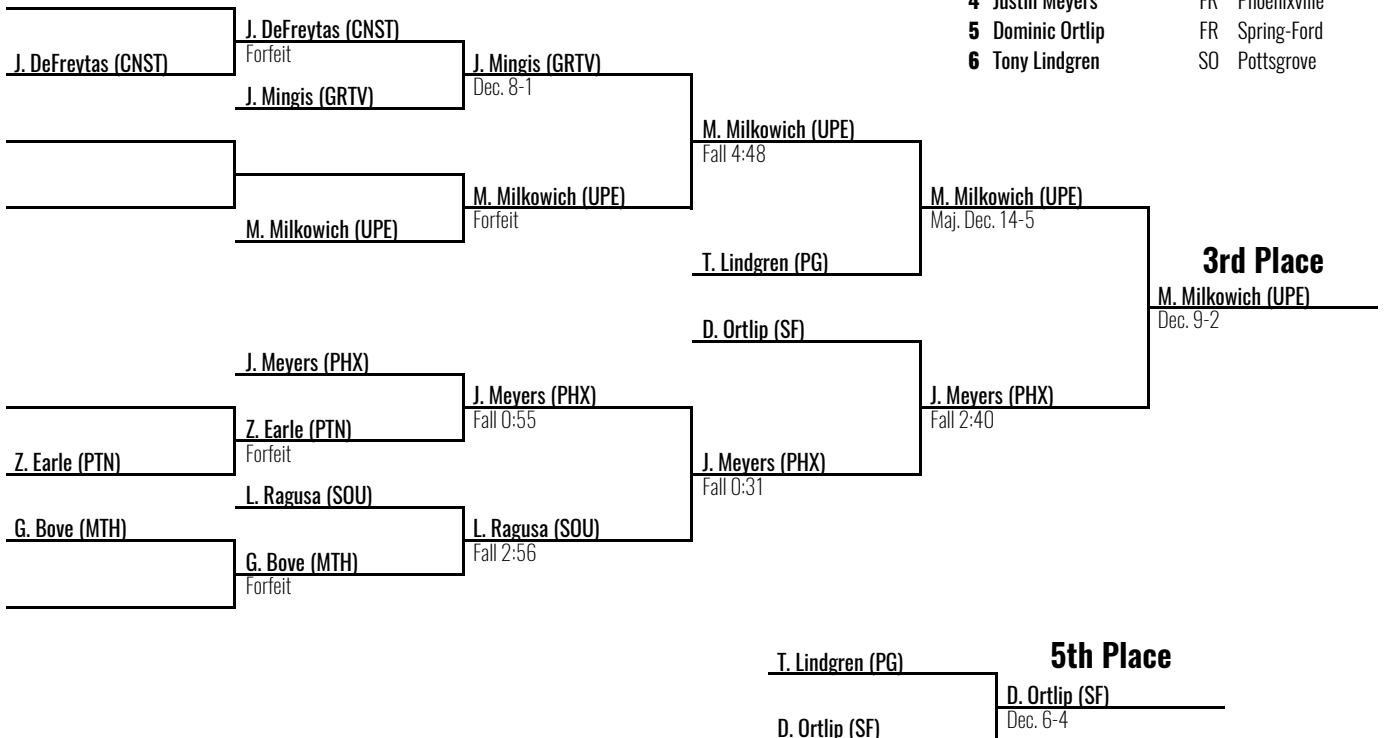 4 Justin Meyers FR Phoenixville
5 Dominic Ortlip FR Spring-Ford
6 Tony Lindgren SO Pottsgrove
J. DeFreytas (CNST)
J. DeFreytas (CNST)
Forfeit
J. Mingis (GRTV)
J. Mingis (GRTV)
Dec. 8-1
M. Milkowich (UPE)
Fall 4:48
M. Milkowich (UPE)
M. Milkowich (UPE)
Forfeit
M. Milkowich (UPE)
Maj. Dec. 14-5
T. Lindgren (PG)
3rd Place
M. Milkowich (UPE)
Dec. 9-2
D. Ortlip (SF)
J. Meyers (PHX)
J. Meyers (PHX)
Fall 0:55
J. Meyers (PHX)
Fall 2:40
Z. Earle (PTN)
Z. Earle (PTN)
Forfeit
J. Meyers (PHX)
Fall 0:31
L. Ragusa (SOU)
G. Bove (MTH)
L. Ragusa (SOU)
Fall 2:56
G. Bove (MTH)
Forfeit
5th Place
T. Lindgren (PG)
D. Ortlip (SF)
Dec. 6-4
D. Ortlip (SF)